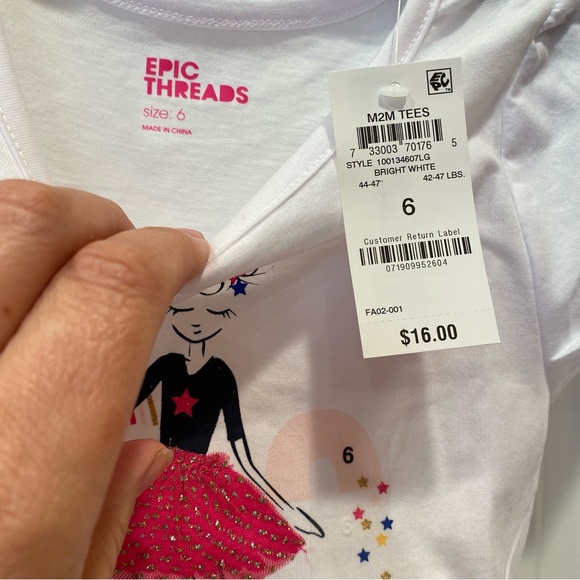 EPIC
THREADS
size: 6
MADE IN CHINA
M2M TEES
7 33003 70176 5
STYLE 100134607LG
BRIGHT WHITE
44-47" 42-47 LBS.
6
Customer Return Label
071909952604
FA02-001
$16.00
6